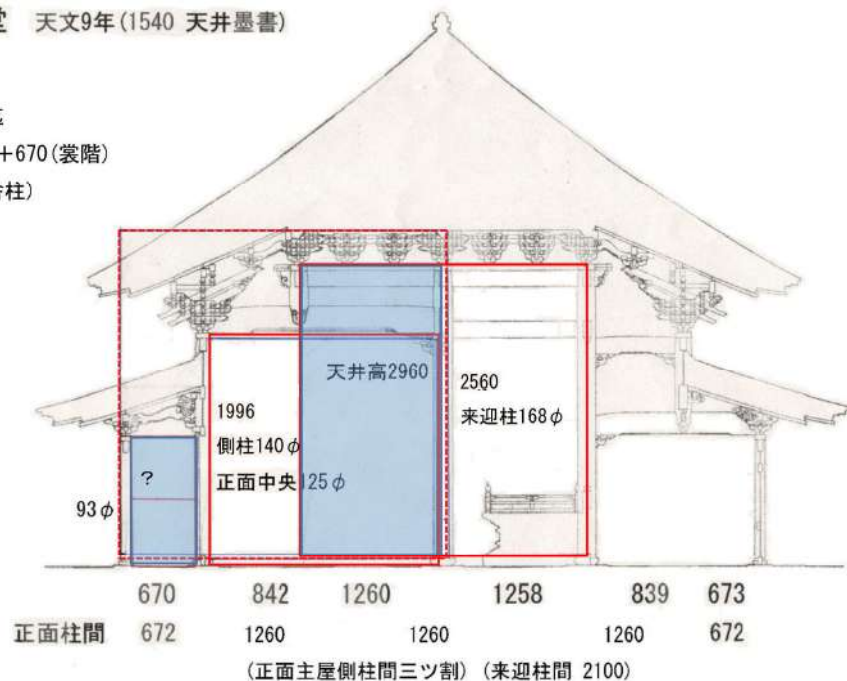 堂 天文9年(1540 天井墨書)
+670(裳階)
柱)
天井高2960
2560
来迎柱168φ
1996
側柱140φ
正面中央125φ
?
93φ
670 842 1260 1258 839 673
正面柱間 672 1260 1260 1260 672
(正面主屋側柱間三ツ割) (来迎柱間 2100)